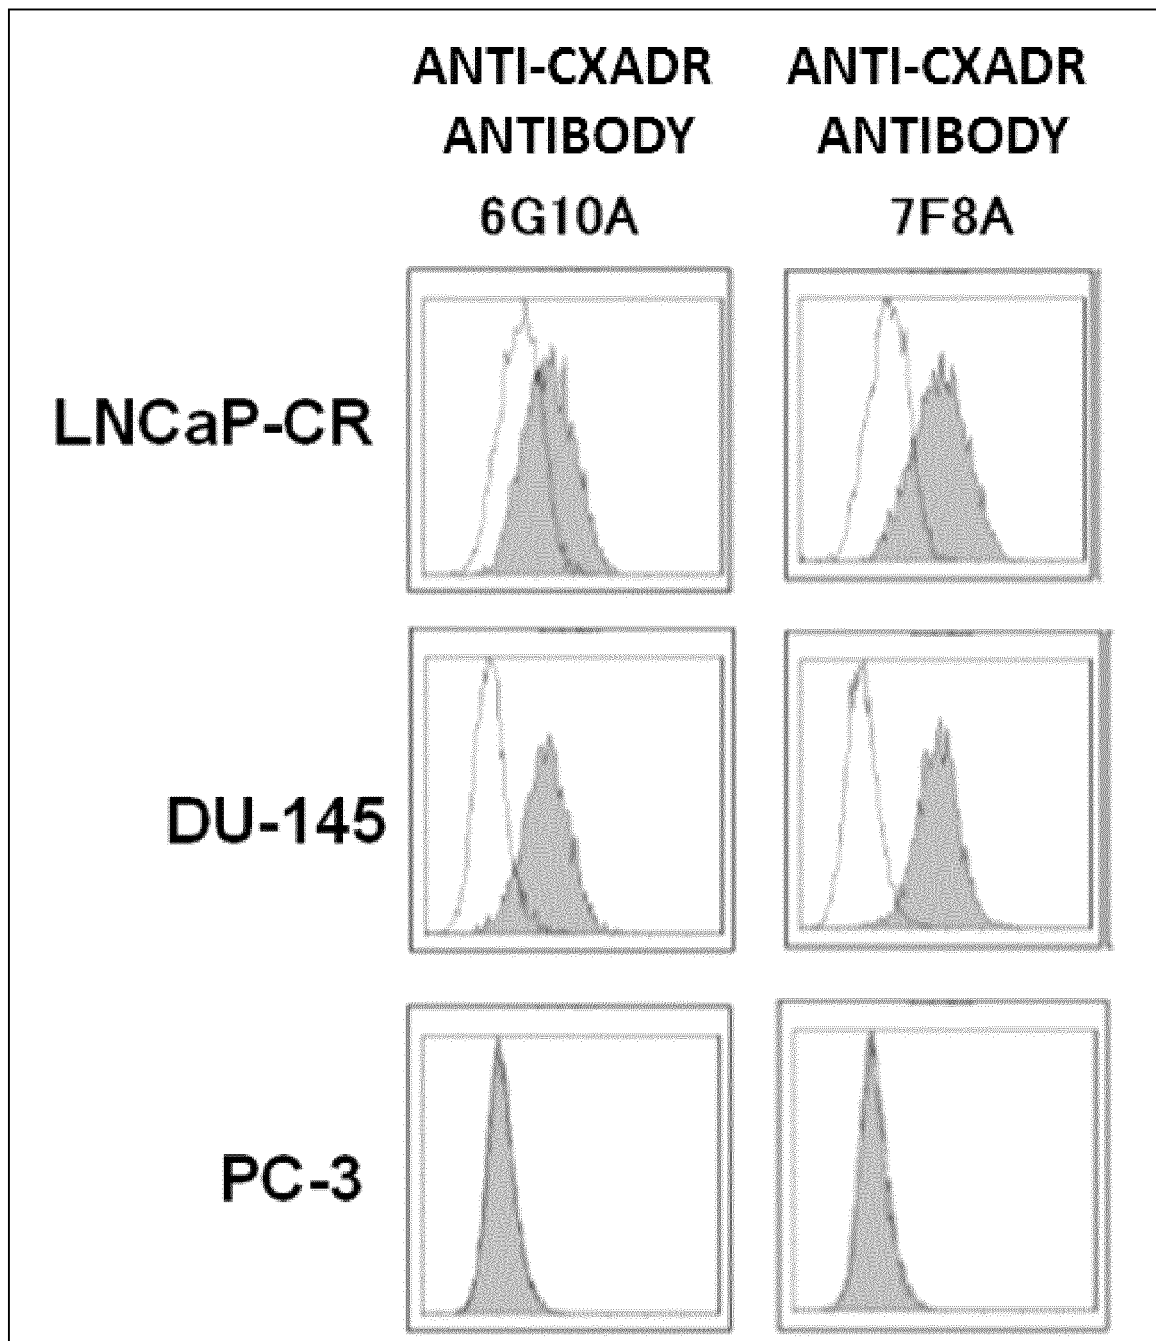 ANTI-CXADR ANTI-CXADR
ANTIBODY ANTIBODY
6G10A 7F8A
LNCaP-CR
DU-145
PC-3